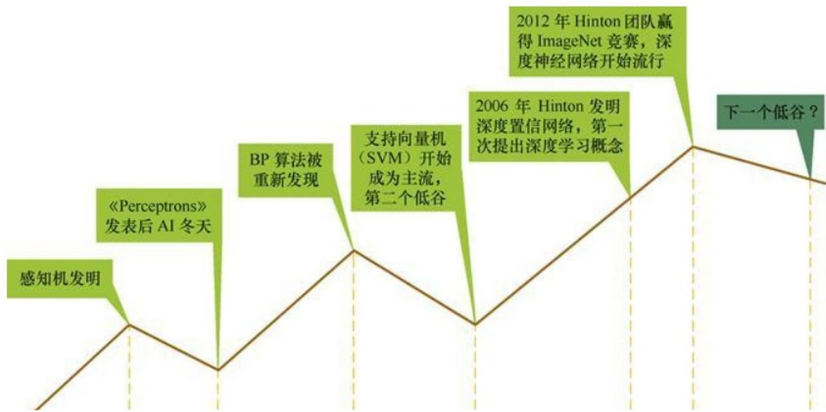 感知机发明
《Perceptrons》
发表后 AI 冬天
BP 算法被
重新发现
支持向量机
（SVM）开始
成为主流，
第二个低谷
2006 年 Hinton 发明
深度置信网络，第一
次提出深度学习概念
2012 年 Hinton 团队赢
得 ImageNet 竞赛，深
度神经网络开始流行
下一个低谷？